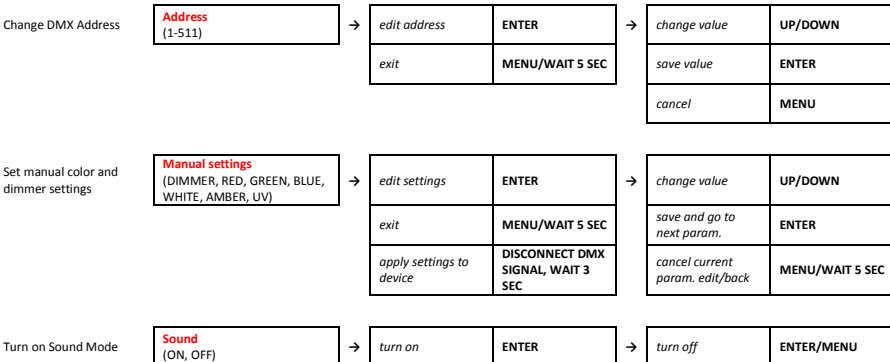 Change DMX Address
Address
(1-511)
→
edit address
ENTER
→
change value
UP/DOWN
exit
MENU/WAIT 5 SEC
save value
ENTER
cancel
MENU
Set manual color and
dimmer settings
Manual settings
(DIMMER, RED, GREEN, BLUE,
WHITE, AMBER, UV)
→
edit settings
ENTER
→
change value
UP/DOWN
exit
MENU/WAIT 5 SEC
save and go to
next param.
ENTER
apply settings to
device
DISCONNECT DMX
SIGNAL, WAIT 3
SEC
cancel current
param. edit/back
MENU/WAIT 5 SEC
Turn on Sound Mode
Sound
(ON, OFF)
→
turn on
ENTER
→
turn off
ENTER/MENU